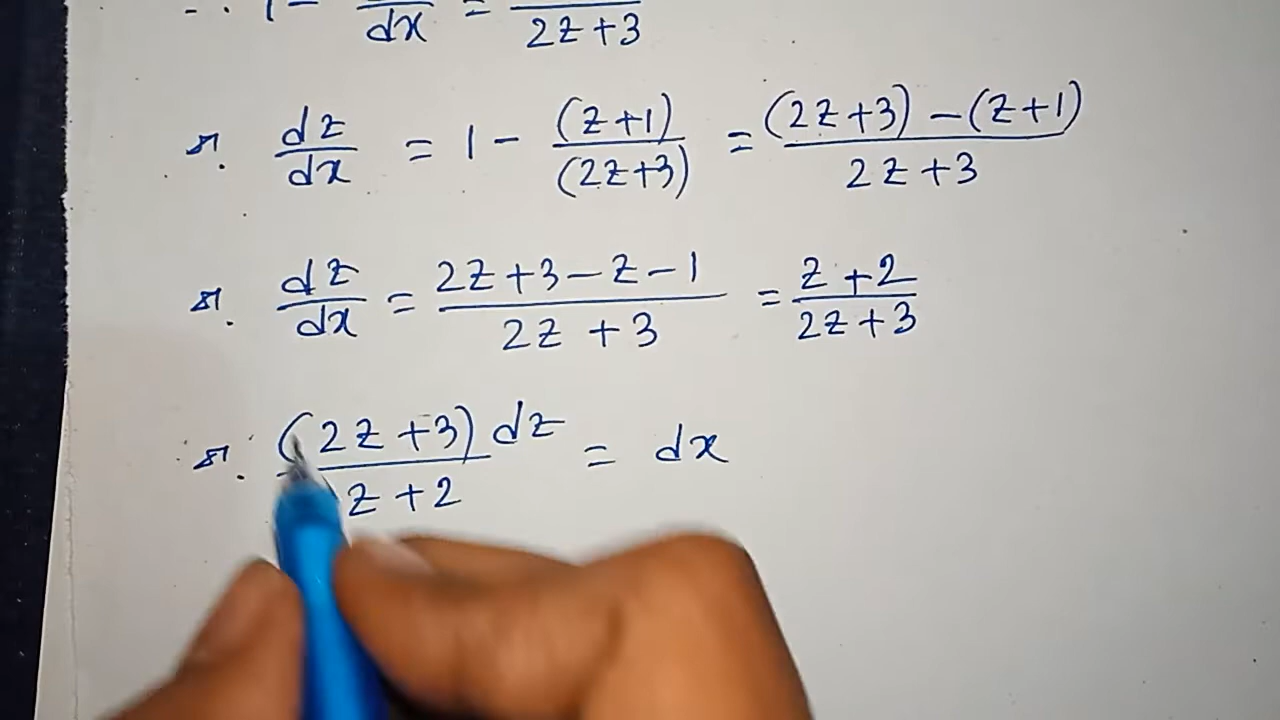 ∴ 1 - /dx = /2z+3
বা. dz/dx = 1 - (z+1)/(2z+3) = (2z+3) - (z+1)/2z+3
বা. dz/dx = 2z+3-z-1/2z+3 = z+2/2z+3
বা. (2z+3) dz/z+2 = dx